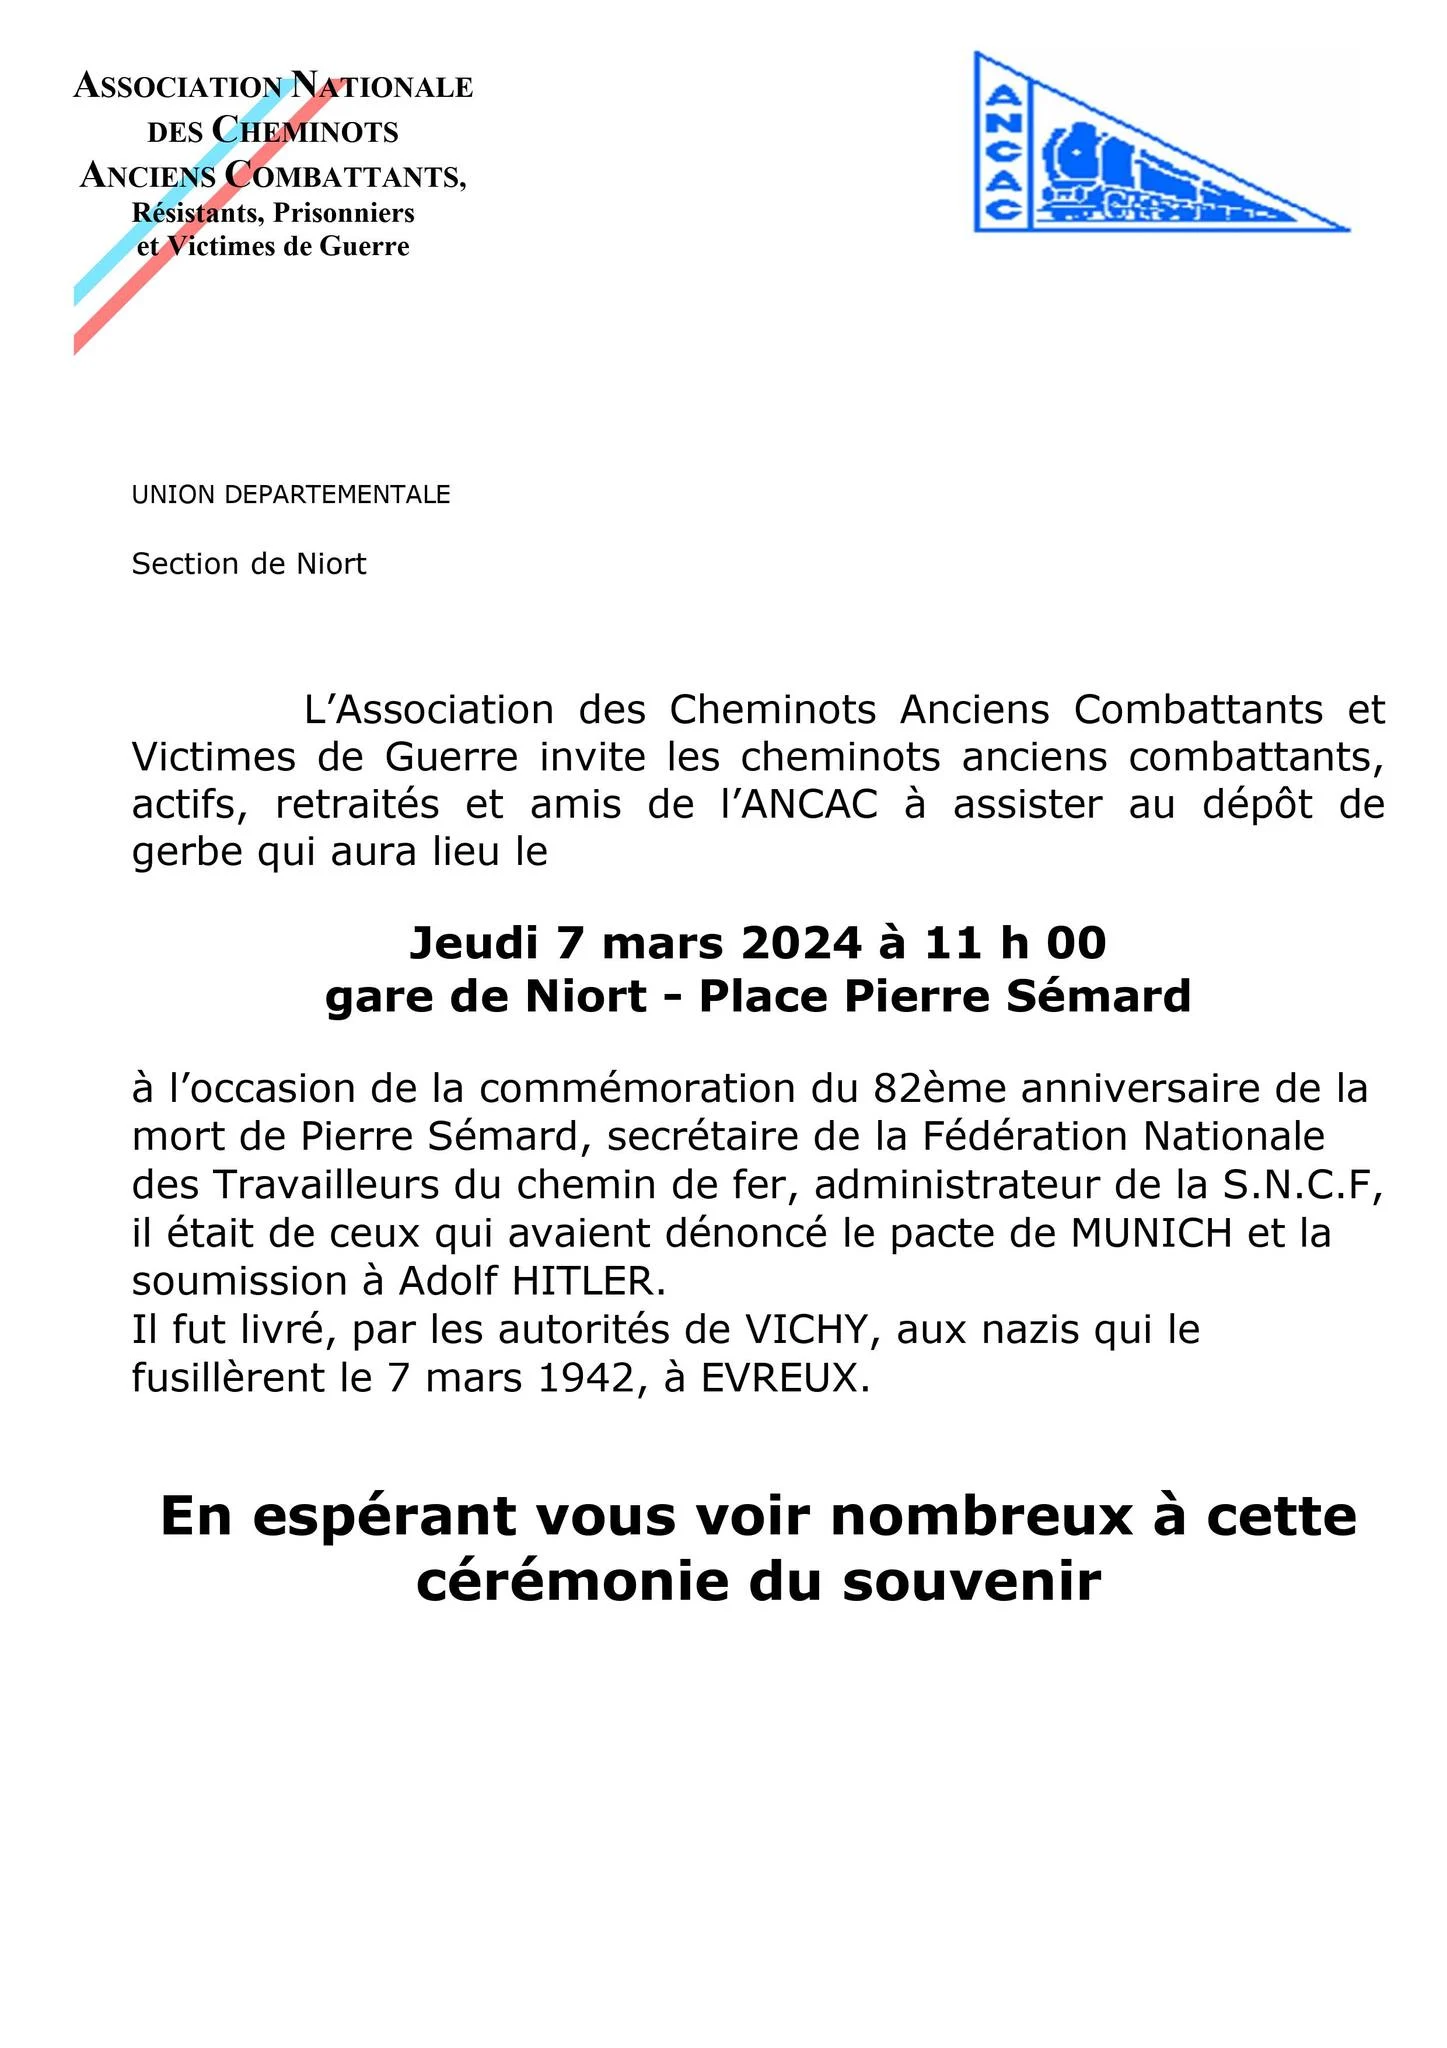 ASSOCIATION NATIONALE
DES CHEMINOTS
ANCIENS COMBATTANTS,
Résistants, Prisonniers
et Victimes de Guerre
ANCAC
UNION DEPARTEMENTALE
Section de Niort
L’Association des Cheminots Anciens Combattants et
Victimes de Guerre invite les cheminots anciens combattants,
actifs, retraités et amis de l’ANCAC à assister au dépôt de
gerbe qui aura lieu le
Jeudi 7 mars 2024 à 11 h 00
gare de Niort - Place Pierre Sémard
à l’occasion de la commémoration du 82ème anniversaire de la
mort de Pierre Sémard, secrétaire de la Fédération Nationale
des Travailleurs du chemin de fer, administrateur de la S.N.C.F,
il était de ceux qui avaient dénoncé le pacte de MUNICH et la
soumission à Adolf HITLER.
Il fut livré, par les autorités de VICHY, aux nazis qui le
fusillèrent le 7 mars 1942, à EVREUX.
En espérant vous voir nombreux à cette
cérémonie du souvenir